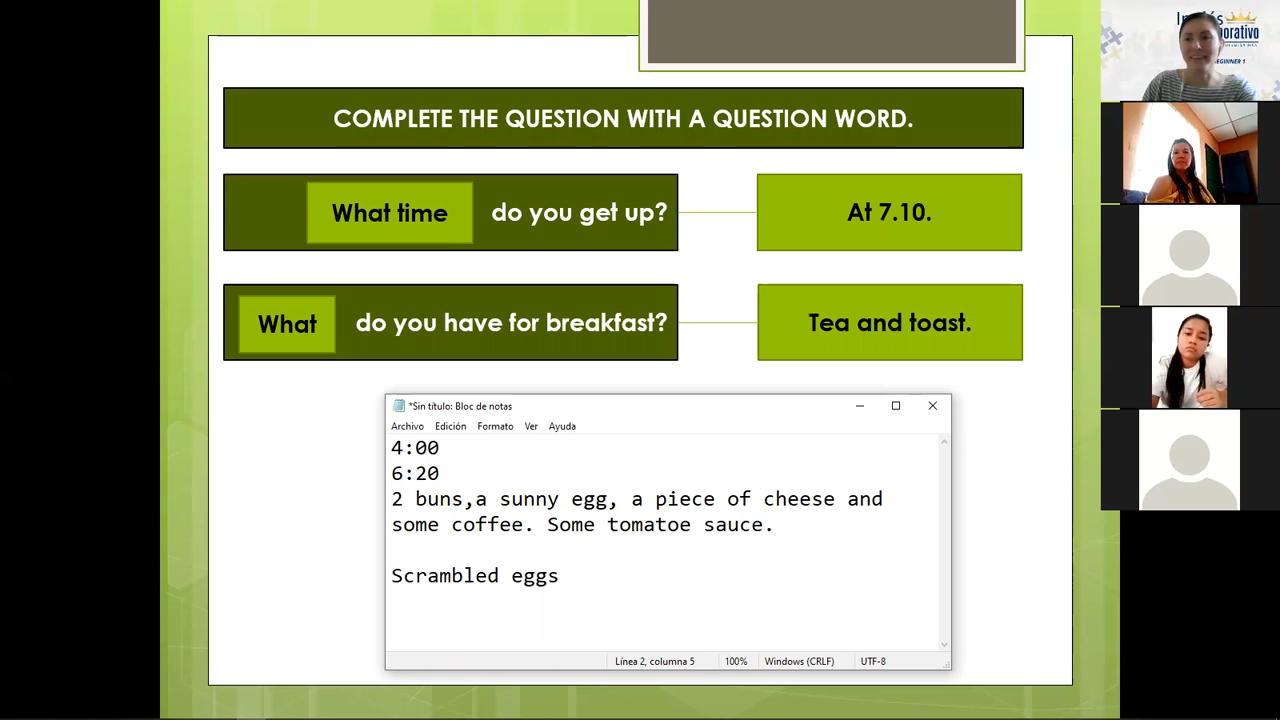 COMPLETE THE QUESTION WITH A QUESTION WORD.
What time do you get up?
At 7.10.
What do you have for breakfast?
Tea and toast.
*Sin título: Bloc de notas
Archivo Edición Formato Ver Ayuda
4:00
6:20
2 buns,a sunny egg, a piece of cheese and
some coffee. Some tomatoe sauce.
Scrambled eggs
Línea 2, columna 5 100% Windows (CRLF) UTF-8